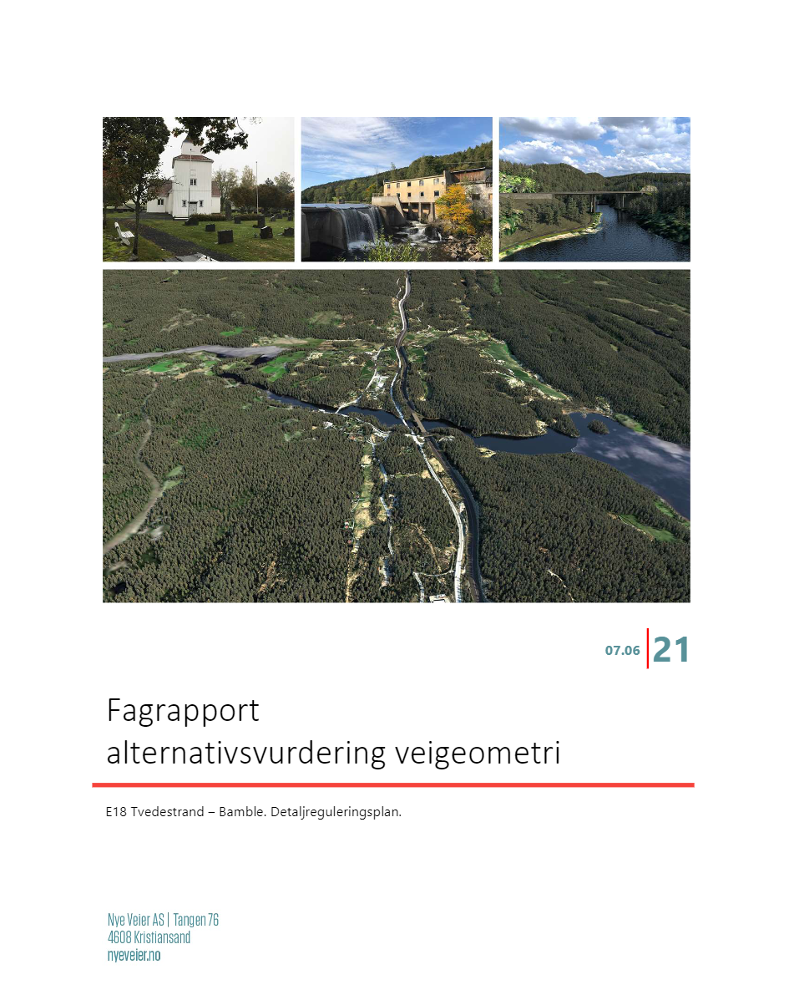 07.06 21
Fagrapport
alternativsvurdering veigeometri
E18 Tvedestrand – Bamble. Detaljreguleringsplan.
Nye Veier AS | Tangen 76
4608 Kristiansand
nyeveier.no